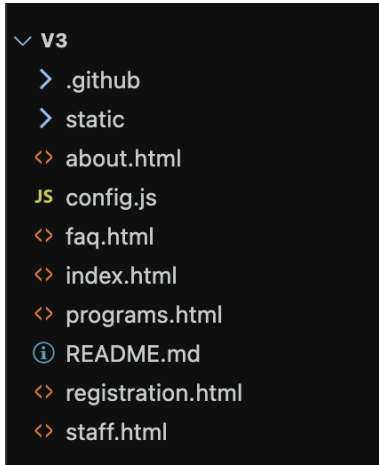 V3
.github
static
about.html
JS config.js
faq.html
index.html
programs.html
README.md
registration.html
staff.html